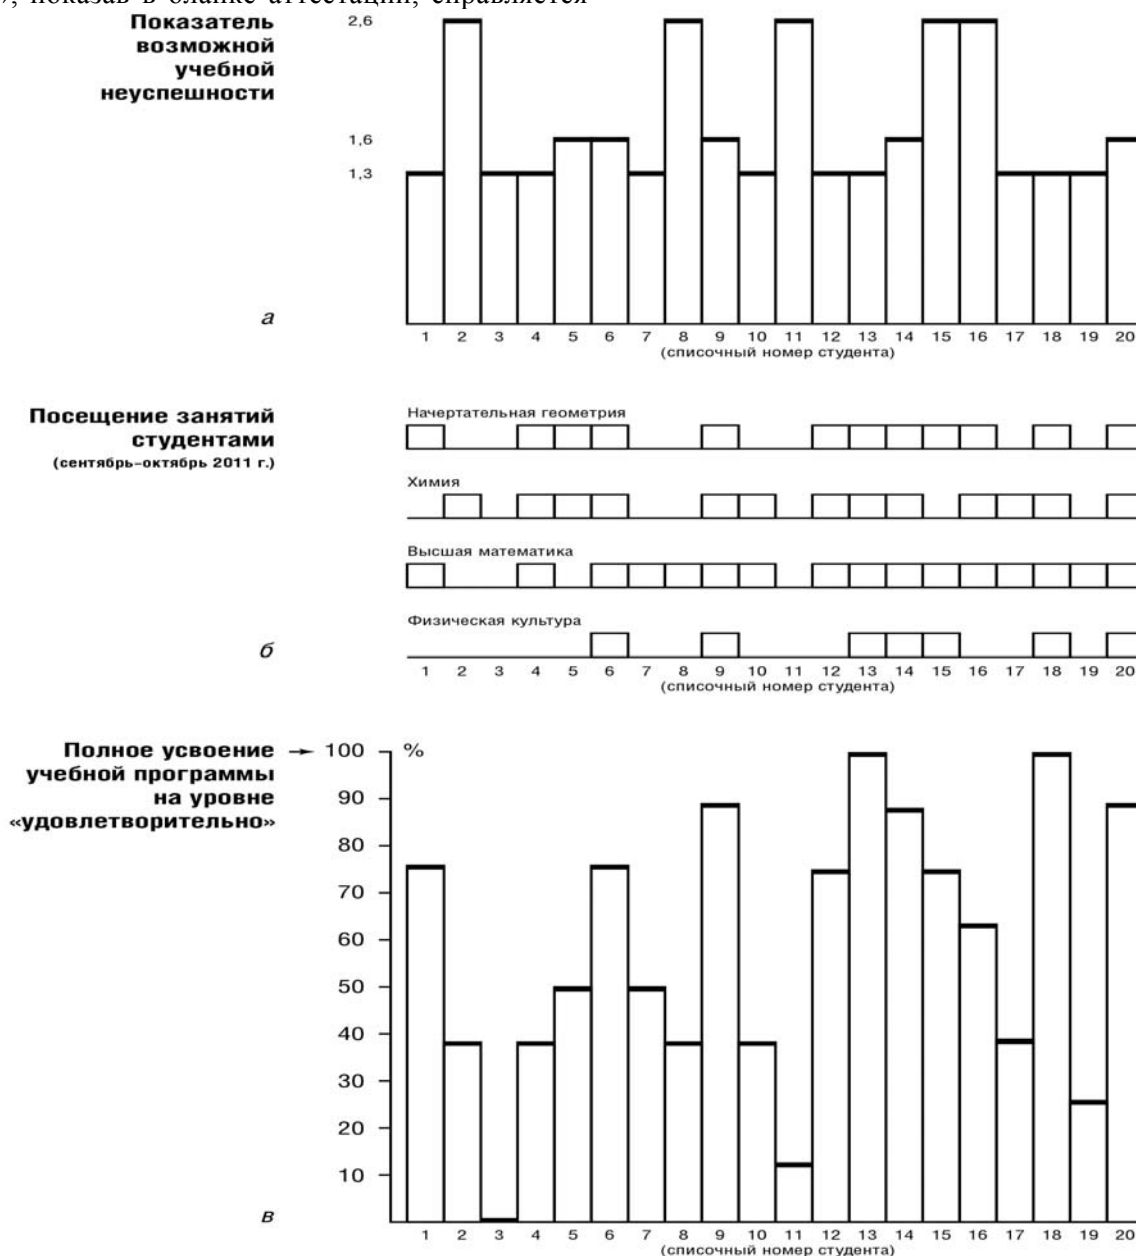 показав в бланке аттестации, справляется
Показатель
возможной
учебной
неуспешности
2,6
1,6
1,3
а
1 2 3 4 5 6 7 8 9 10 11 12 13 14 15 16 17 18 19 20
(списочный номер студента)
Посещение занятий
студентами
(сентябрь–октябрь 2011 г.)
Начертательная геометрия
Химия
Высшая математика
Физическая культура
б
1 2 3 4 5 6 7 8 9 10 11 12 13 14 15 16 17 18 19 20
(списочный номер студента)
Полное усвоение → 100 %
учебной программы
на уровне
«удовлетворительно»
90
80
70
60
50
40
30
20
10
в
1 2 3 4 5 6 7 8 9 10 11 12 13 14 15 16 17 18 19 20
(списочный номер студента)